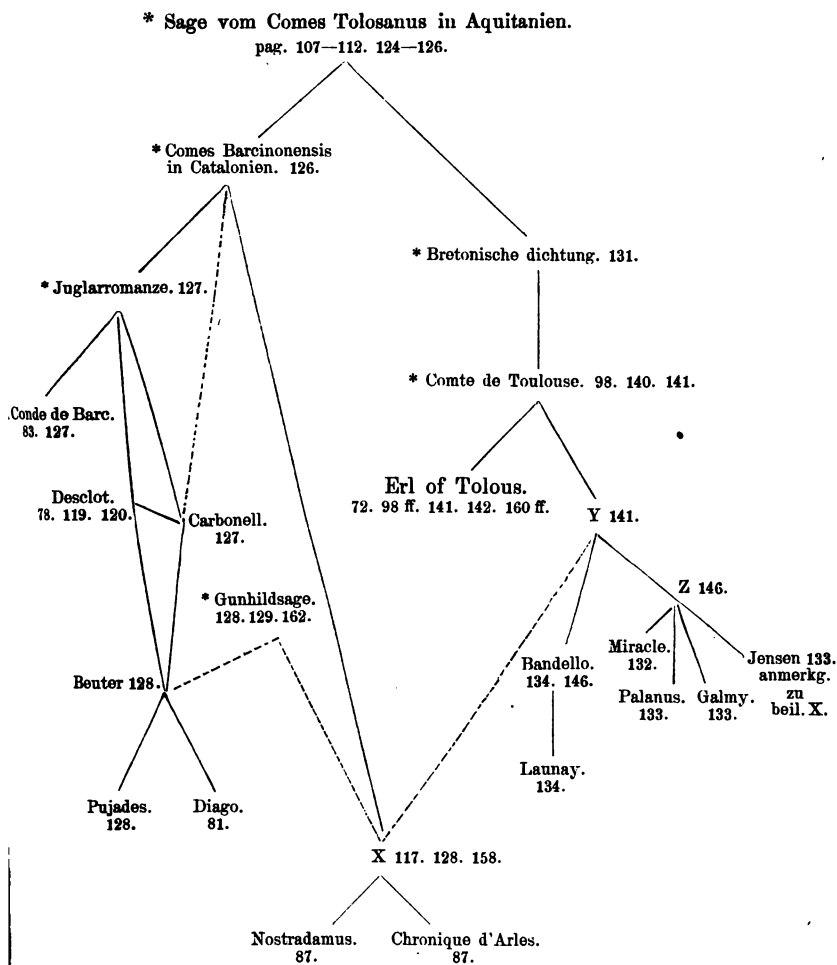 * Sage vom Comes Tolosanus in Aquitanien.
pag. 107—112. 124—126.
* Comes Barcinonensis
in Catalonien. 126.
* Bretonische dichtung. 131.
* Juglarromanze. 127.
* Comte de Toulouse. 98. 140. 141.
Conde de Barc.
83. 127.
Erl of Tolous.
72. 98 ff. 141. 142. 160 ff.
Desclot.
78. 119. 120.
Carbonell.
127.
Y 141.
* Gunhildsage.
128. 129. 162.
Z 146.
Miracle.
132.
Jensen 133.
anmerkg.
zu
beil. X.
Bandello.
134. 146.
Beuter 128.
Palanus.
133.
Galmy.
133.
Launay.
134.
Pujades.
128.
Diago.
81.
X 117. 128. 158.
Nostradamus.
87.
Chronique d'Arles.
87.